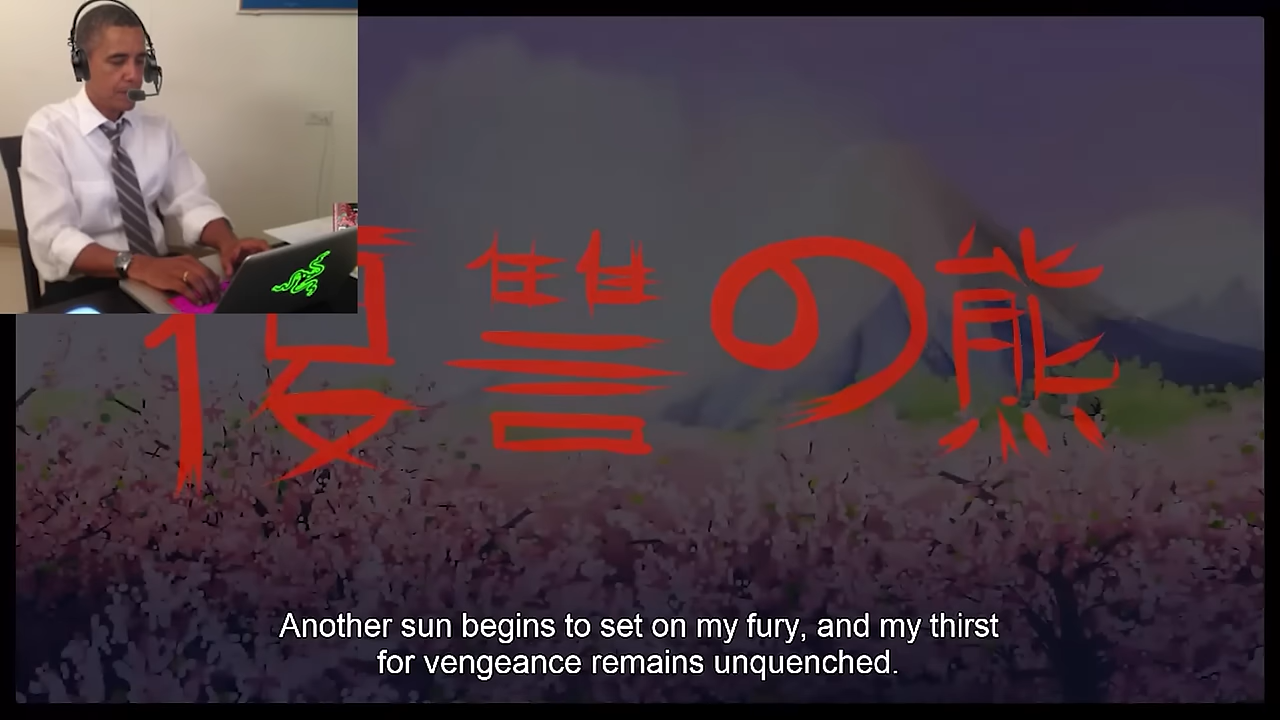 復讐の熊
Another sun begins to set on my fury, and my thirst
for vengeance remains unquenched.